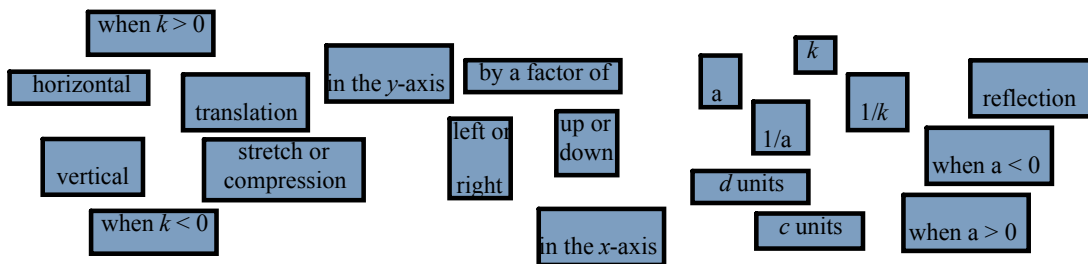 when k > 0
horizontal
translation
in the y-axis
by a factor of
a
k
1/k
reflection
vertical
stretch or
compression
left or
right
up or
down
1/a
when a < 0
d units
when k < 0
in the x-axis
c units
when a > 0